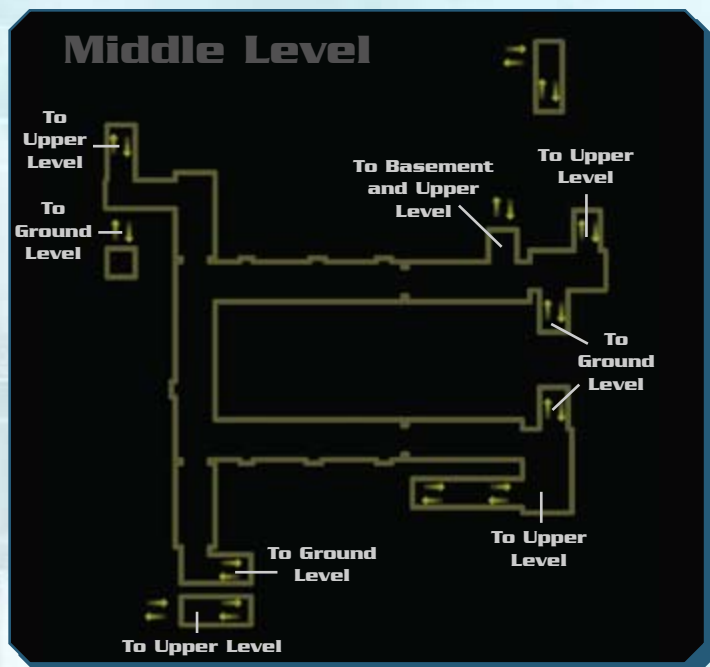 Middle Level
To
Upper
Level
To Basement
and Upper
Level
To Upper
Level
To
Ground
Level
To
Ground
Level
To Upper
Level
To Ground
Level
To Upper Level